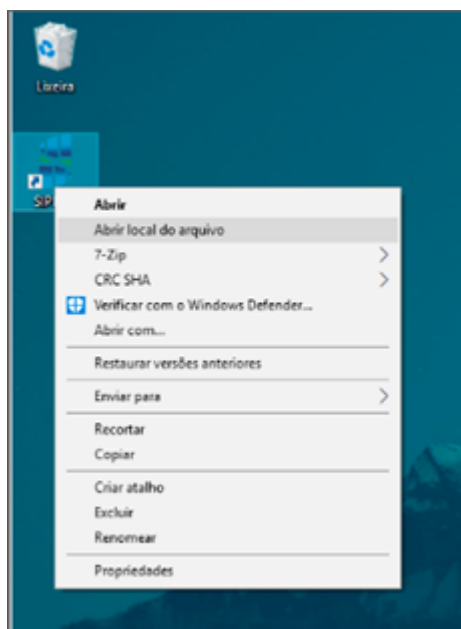 Lixeira
SIP
Abrir
Abrir local do arquivo
7-Zip
CRC SHA
Verificar com o Windows Defender...
Abrir com...
Restaurar versões anteriores
Enviar para
Recortar
Copiar
Criar atalho
Excluir
Renomear
Propriedades